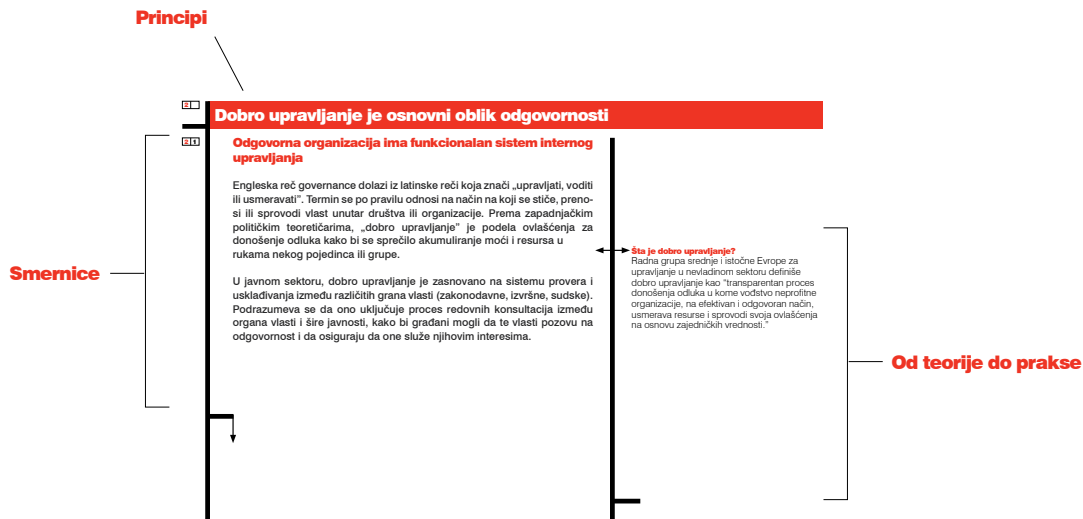 Principi
2
Dobro upravljanje je osnovni oblik odgovornosti
2 1
Odgovorna organizacija ima funkcionalan sistem internog
upravljanja
Engleska reč governance dolazi iz latinske reči koja znači „upravljati, voditi
ili usmeravati”. Termin se po pravilu odnosi na način na koji se stiče, preno-
si ili sprovodi vlast unutar društva ili organizacije. Prema zapadnjačkim
političkim teoretičarima, „dobro upravljanje” je podela ovlašćenja za
donošenje odluka kako bi se sprečilo akumuliranje moći i resursa u
rukama nekog pojedinca ili grupe.
U javnom sektoru, dobro upravljanje je zasnovano na sistemu provera i
usklađivanja između različitih grana vlasti (zakonodavne, izvršne, sudske).
Podrazumeva se da ono uključuje proces redovnih konsultacija između
organa vlasti i šire javnosti, kako bi građani mogli da te vlasti pozovu na
odgovornost i da osiguraju da one služe njihovim interesima.
Smernice
Šta je dobro upravljanje?
Radna grupa srednje i istočne Evrope za
upravljanje u nevladinom sektoru definiše
dobro upravljanje kao “transparentan proces
donošenja odluka u kome vođstvo neprofitne
organizacije, na efektivan i odgovoran način,
usmerava resurse i sprovodi svoja ovlašćenja
na osnovu zajedničkih vrednosti.”
Od teorije do prakse